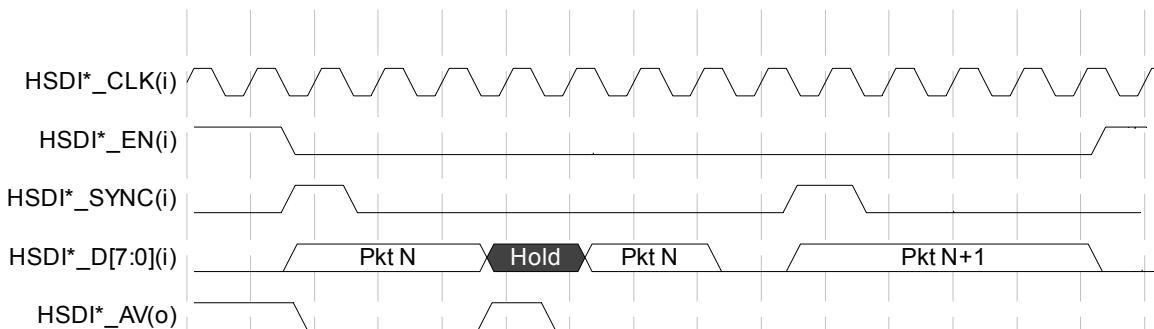 HSDI*_CLK(i)
HSDI*_EN(i)
HSDI*_SYNC(i)
HSDI*_D[7:0](i) Pkt N Hold Pkt N Pkt N+1
HSDI*_AV(o)